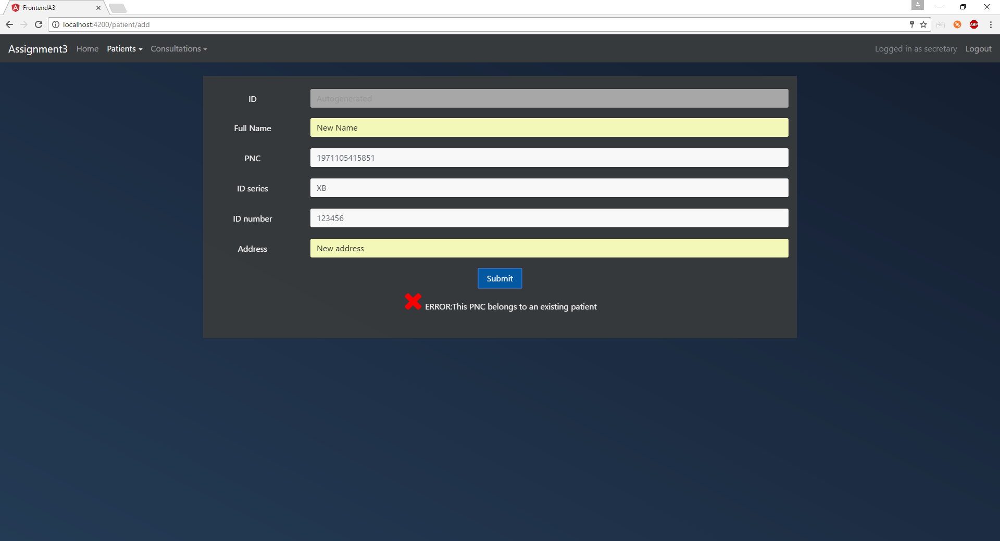 FrontendA3
localhost:4200/patient/add
ABP
Assignment3 Home Patients Consultations Logged in as secretary Logout
ID Autogenerated
Full Name New Name
PNC 1971105415851
ID series XB
ID number 123456
Address New address
Submit
ERROR:This PNC belongs to an existing patient